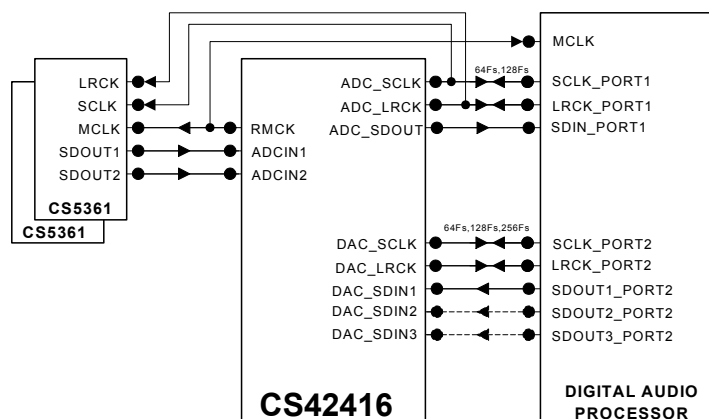 MCLK
LRCK
SCLK
MCLK
SDOUT1
SDOUT2
CS5361
CS5361
RMCK
ADCIN1
ADCIN2
ADC_SCLK
ADC_LRCK
ADC_SDOUT
64Fs,128Fs
SCLK_PORT1
LRCK_PORT1
SDIN_PORT1
64Fs,128Fs,256Fs
DAC_SCLK
DAC_LRCK
DAC_SDIN1
DAC_SDIN2
DAC_SDIN3
SCLK_PORT2
LRCK_PORT2
SDOUT1_PORT2
SDOUT2_PORT2
SDOUT3_PORT2
CS42416
DIGITAL AUDIO
PROCESSOR